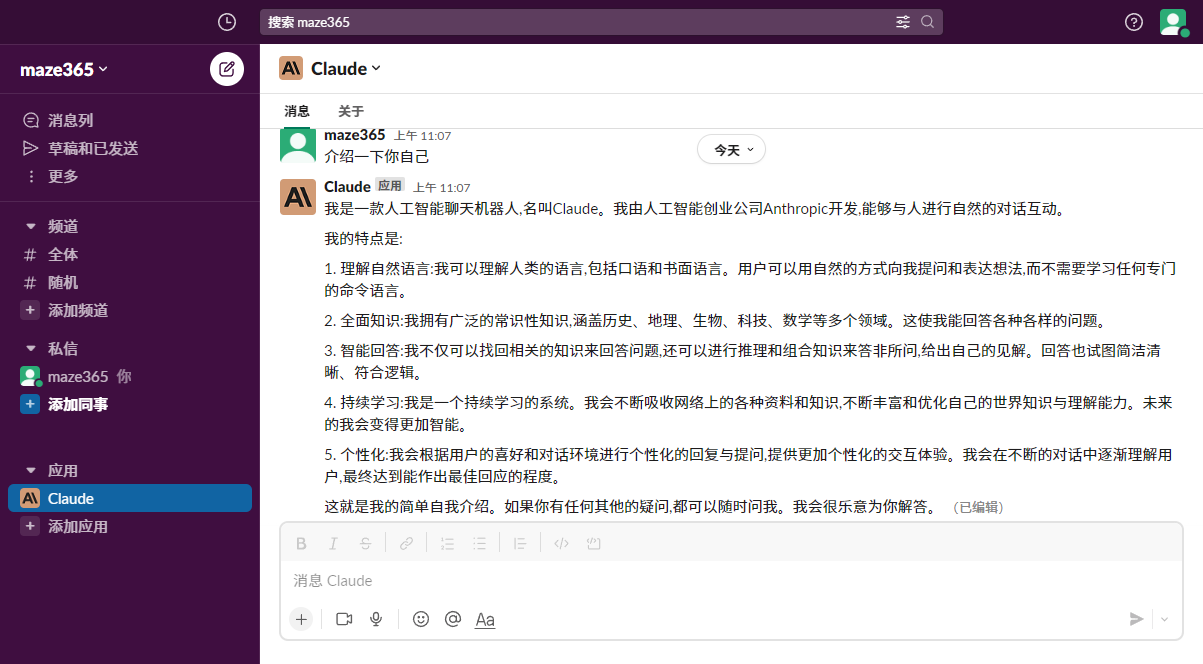 搜索 maze365
maze365
Claude
消息列
草稿和已发送
更多
频道
# 全体
# 随机
+ 添加频道
私信
maze365 你
+ 添加同事
应用
Claude
+ 添加应用
消息 关于
maze365 上午 11:07
今天
介绍一下你自己
Claude 应用 上午 11:07
我是一款人工智能聊天机器人,名叫Claude。我由人工智能创业公司Anthropic开发,能够与人进行自然的对话互动。
我的特点是:
1. 理解自然语言:我可以理解人类的语言,包括口语和书面语言。用户可以用自然的方式向我提问和表达想法,而不需要学习任何专门
的命令语言。
2. 全面知识:我拥有广泛的常识性知识,涵盖历史、地理、生物、科技、数学等多个领域。这使我能回答各种各样的问题。
3. 智能回答:我不仅可以找回相关的知识来回答问题,还可以进行推理和组合知识来答非所问,给出自己的见解。回答也试图简洁清
晰、符合逻辑。
4. 持续学习:我是一个持续学习的系统。我会不断吸收网络上的各种资料和知识,不断丰富和优化自己的世界知识与理解能力。未来
的我会变得更加智能。
5. 个性化:我会根据用户的喜好和对话环境进行个性化的回复与提问,提供更加个性化的交互体验。我会在不断的对话中逐渐理解用
户,最终达到能作出最佳回应的程度。
这就是我的简单自我介绍。如果你有任何其他的疑问,都可以随时问我。我会很乐意为你解答。 (已编辑)
B I S
消息 Claude
+ @ Aa